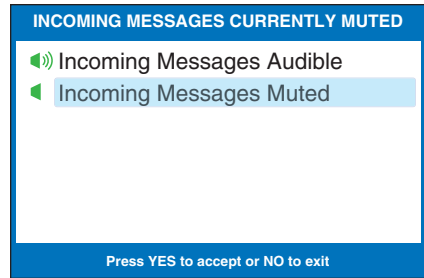 INCOMING MESSAGES CURRENTLY MUTED
Incoming Messages Audible
Incoming Messages Muted
Press YES to accept or NO to exit